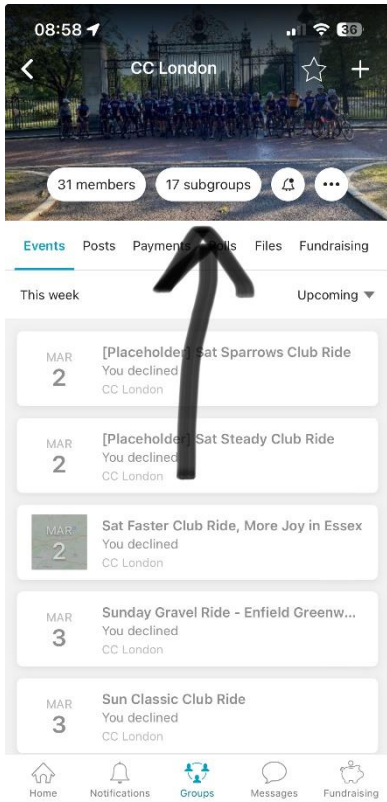 08:58
36
CC London
31 members
17 subgroups
Events Posts Payments Polls Files Fundraising
This week
Upcoming
MAR
2
[Placeholder] Sat Sparrows Club Ride
You declined
CC London
MAR
2
[Placeholder] Sat Steady Club Ride
You declined
CC London
MAR
2
Sat Faster Club Ride, More Joy in Essex
You declined
CC London
MAR
3
Sunday Gravel Ride - Enfield Greenw...
You declined
CC London
MAR
3
Sun Classic Club Ride
You declined
CC London
Home Notifications Groups Messages Fundraising